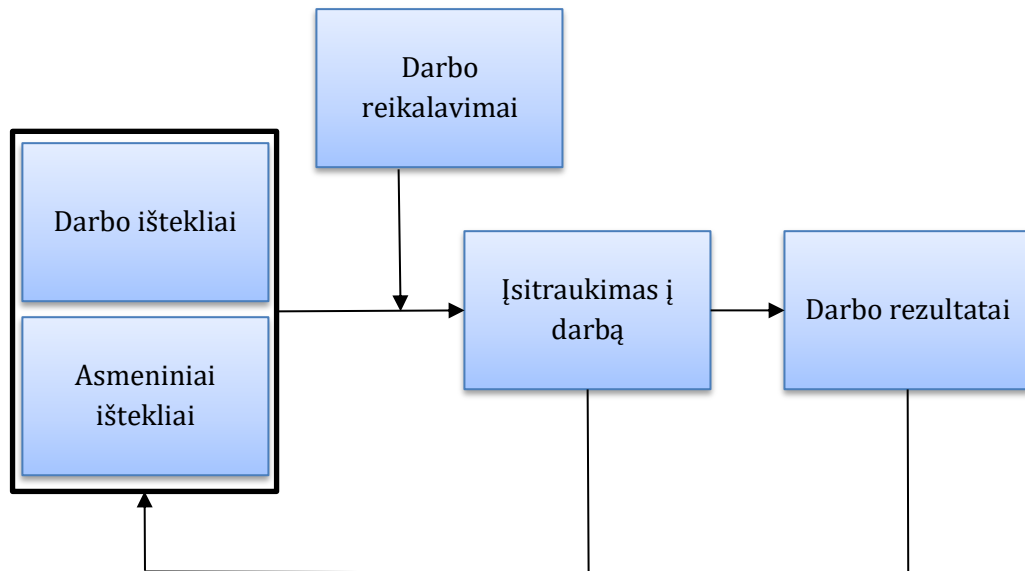 Darbo
reikalavimai
Darbo ištekliai
Asmeniniai
ištekliai
Įsitraukimas į
darbą
Darbo rezultatai